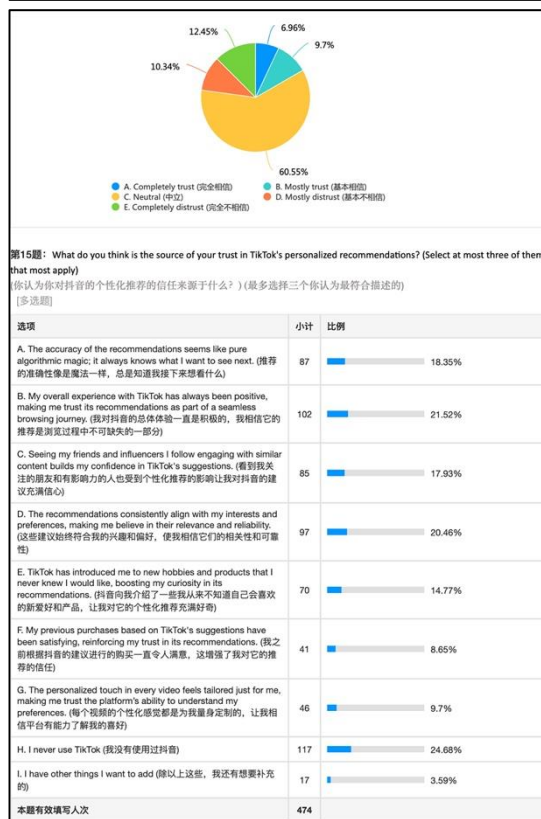 12.45%
6.96%
9.7%
10.34%
60.55%
A. Completely trust (完全相信)
B. Mostly trust (基本相信)
C. Neutral (中立)
D. Mostly distrust (基本不相信)
E. Completely distrust (完全不相信)
第15题: What do you think is the source of your trust in TikTok's personalized recommendations? (Select at most three of them
that most apply)
(你认为你对抖音的个性化推荐的信任来源于什么? ) (最多选择三个你认为最符合描述的)
[多选题]
选项 小计 比例
A. The accuracy of the recommendations seems like pure
algorithmic magic; it always knows what I want to see next. (推荐
的准确性像是魔法一样,总是知道我接下来想看什么)
87 18.35%
B. My overall experience with TikTok has always been positive,
making me trust its recommendations as part of a seamless
browsing journey. (我对抖音的总体体验一直是积极的,我相信它的
推荐是浏览过程中不可缺失的一部分)
102 21.52%
C. Seeing my friends and influencers I follow engaging with similar
content builds my confidence in TikTok's suggestions. (看到我关
注的朋友和有影响力的人也受到个性化推荐的影响让我对抖音的建
议充满信心)
85 17.93%
D. The recommendations consistently align with my interests and
preferences, making me believe in their relevance and reliability.
(这些建议始终符合我的兴趣和偏好,使我相信它们的相关性和可靠
性)
97 20.46%
E. TikTok has introduced me to new hobbies and products that I
never knew I would like, boosting my curiosity in its
recommendations. (抖音向我介绍了一些我从来不知道自己会喜欢
的新爱好和产品,让我对它的个性化推荐充满好奇)
70 14.77%
F. My previous purchases based on TikTok's suggestions have
been satisfying, reinforcing my trust in its recommendations. (我之
前根据抖音的建议进行的购买一直令人满意,这增强了我对它的推
荐的信任)
41 8.65%
G. The personalized touch in every video feels tailored just for me,
making me trust the platform's ability to understand my
preferences. (每个视频的个性化感觉都是为我量身定制的,让我相
信平台有能力了解我的喜好)
46 9.7%
H. I never use TikTok (我没有使用过抖音)
117 24.68%
I. I have other things I want to add (除以上这些,我还有想要补充
的)
17 3.59%
本题有效填写人次 474